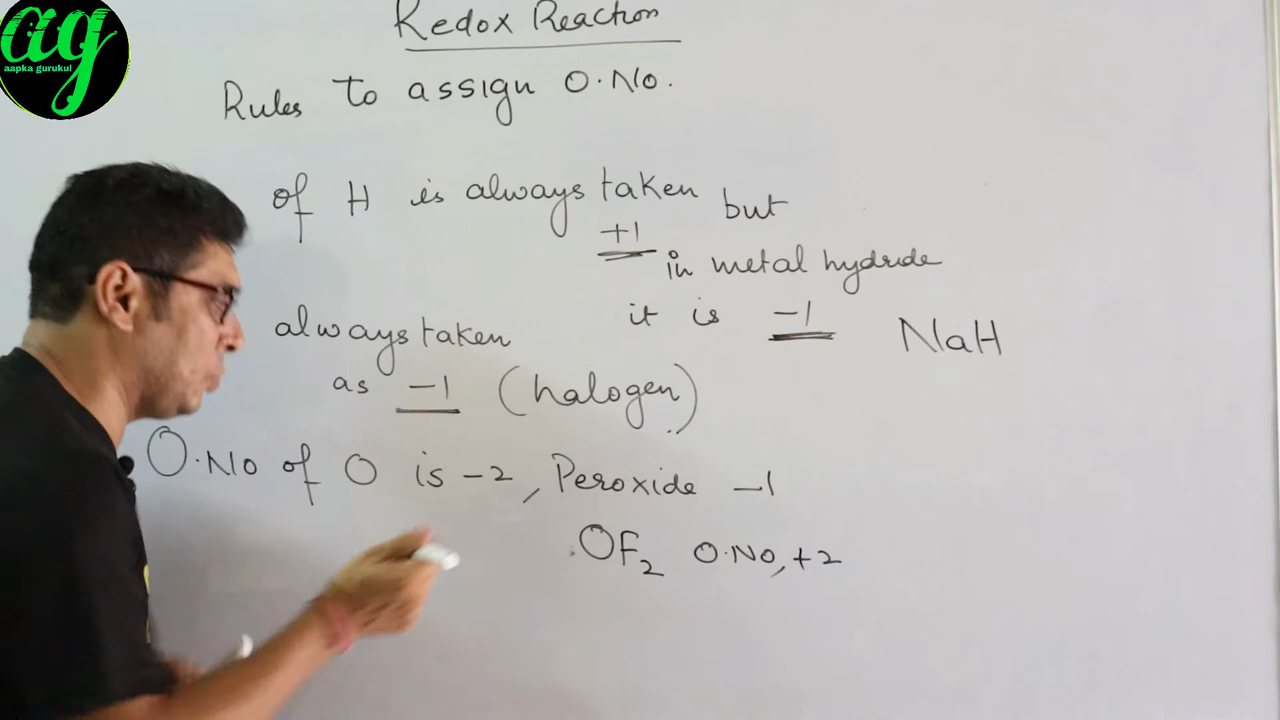 ag
aapka gurukul
Redox Reaction
Rules to assign O.No.
of H is always taken but
+1
in metal hydride
it is -1 NaH
always taken
as -1 (halogen)
O.No of O is -2, Peroxide -1
OF₂ O.No, +2